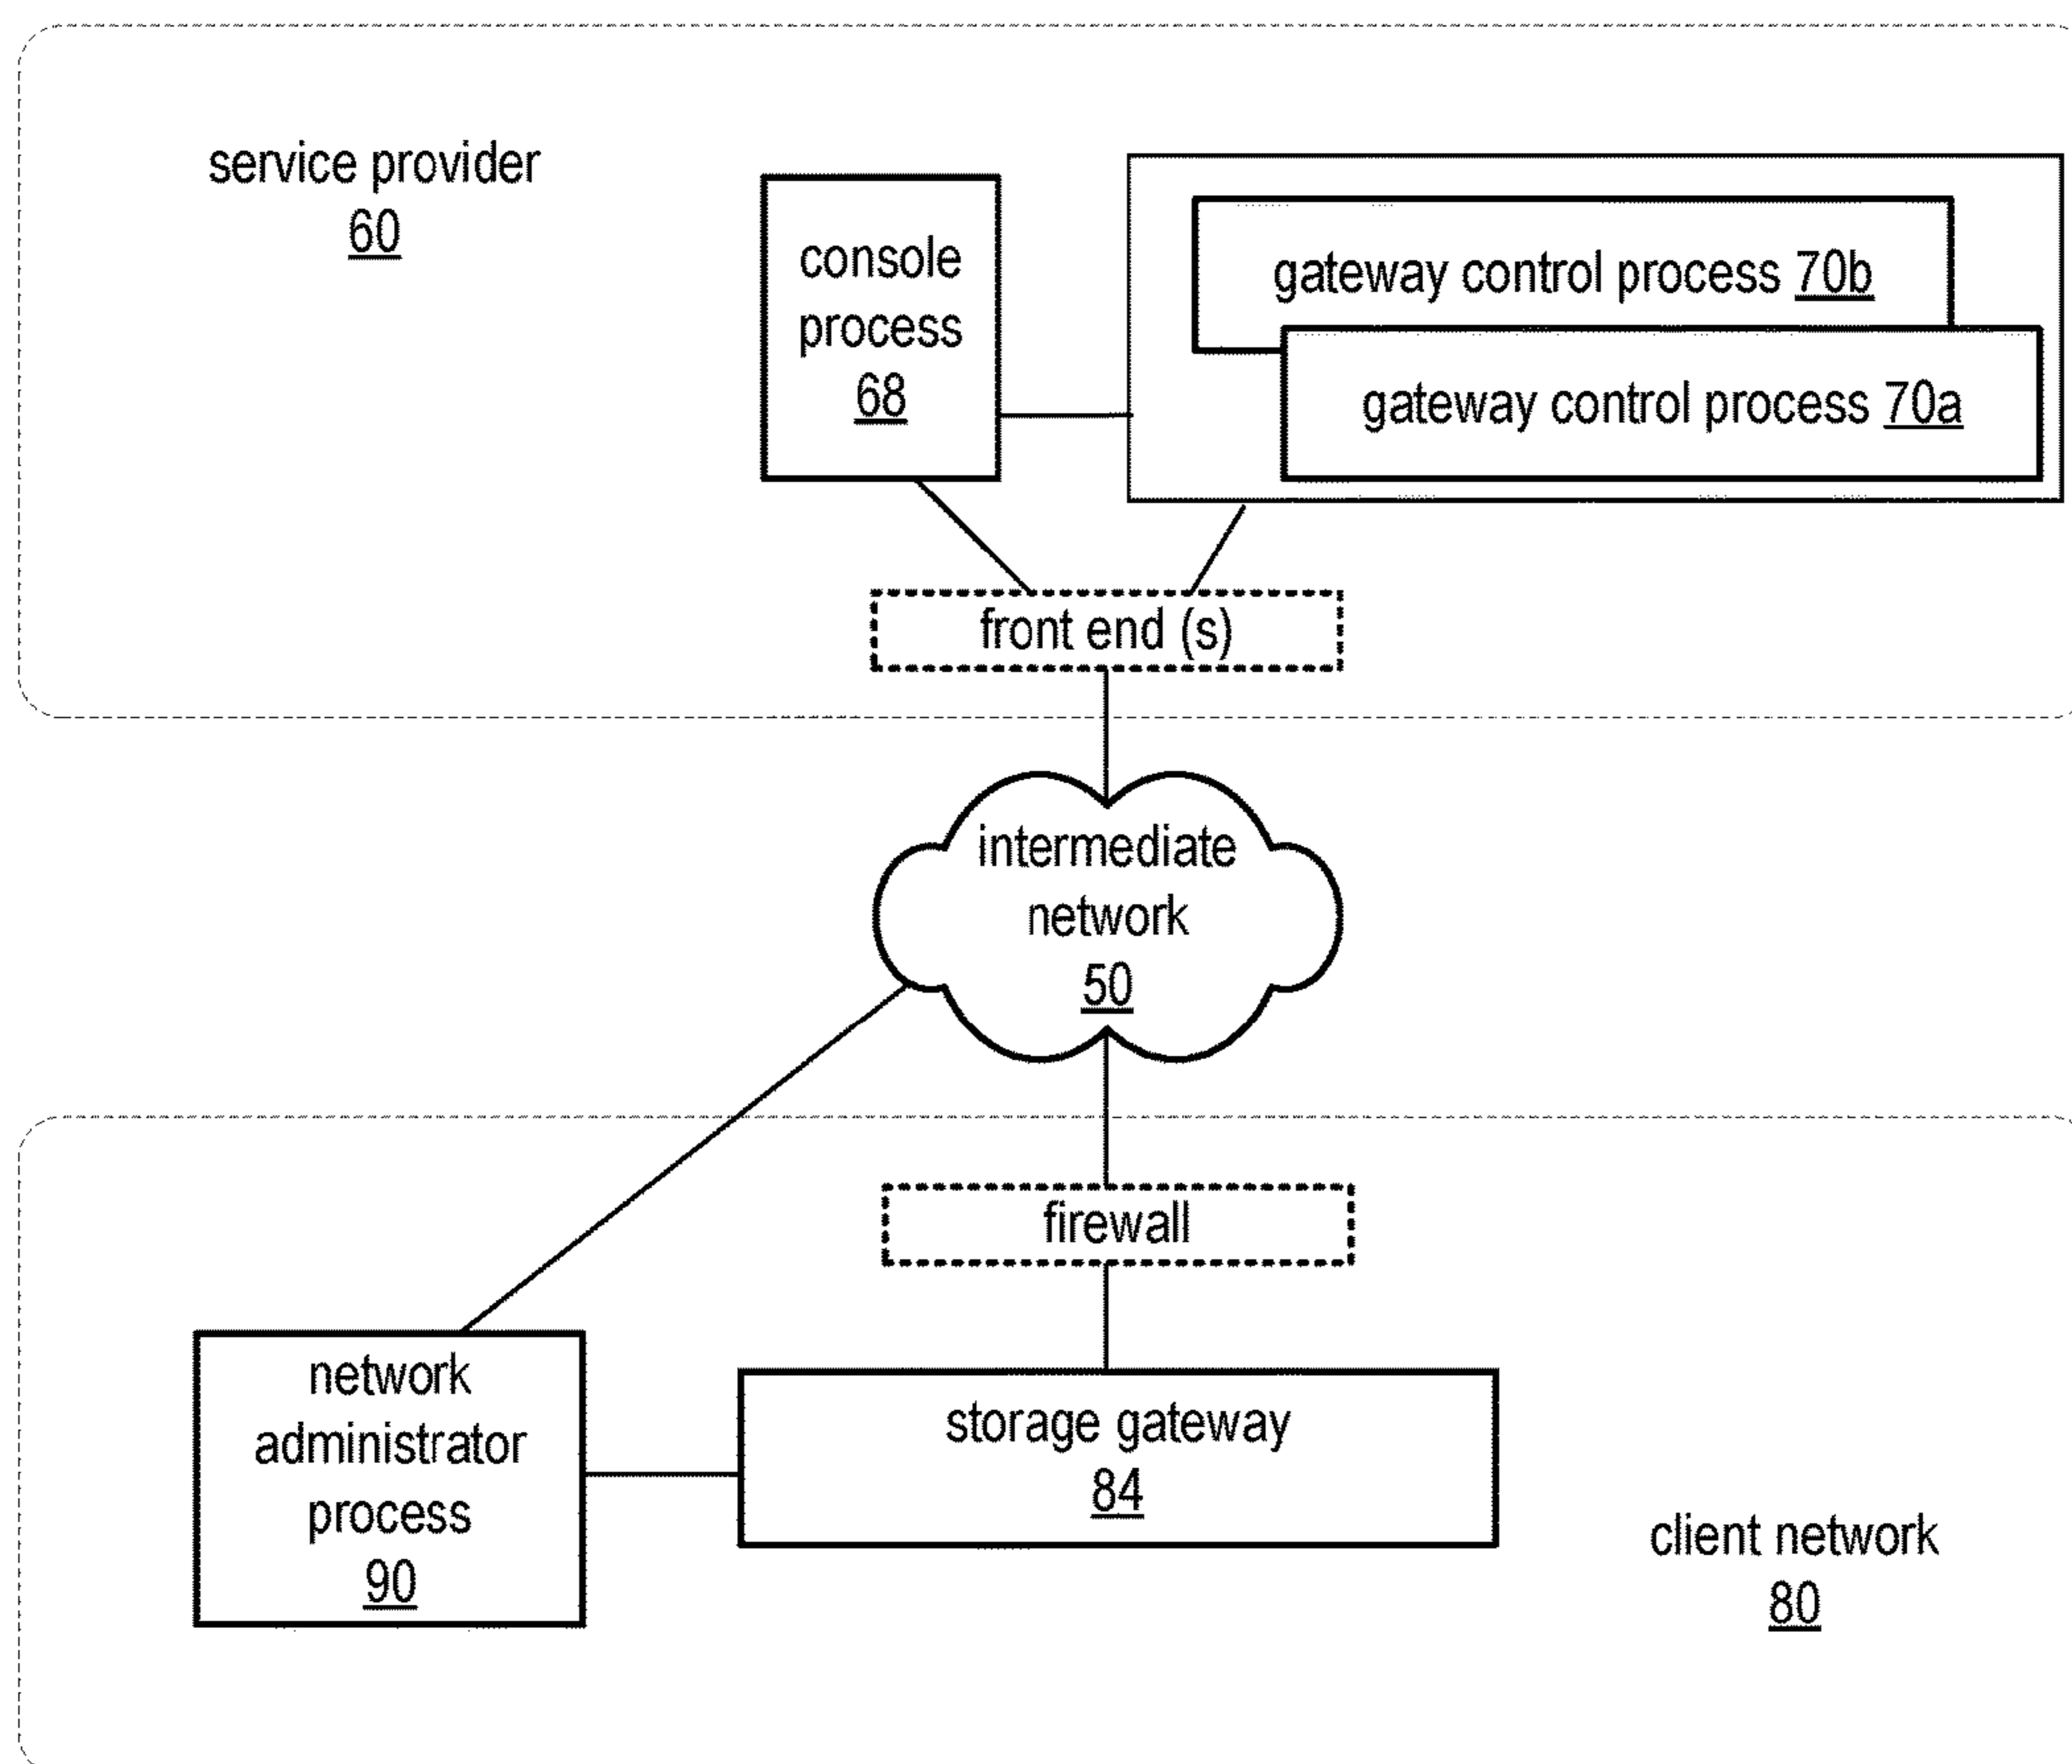 service provider
60
console
process
68
gateway control process 70b
gateway control process 70a
front end (s)
intermediate
network
50
firewall
network
administrator
process
90
storage gateway
84
client network
80